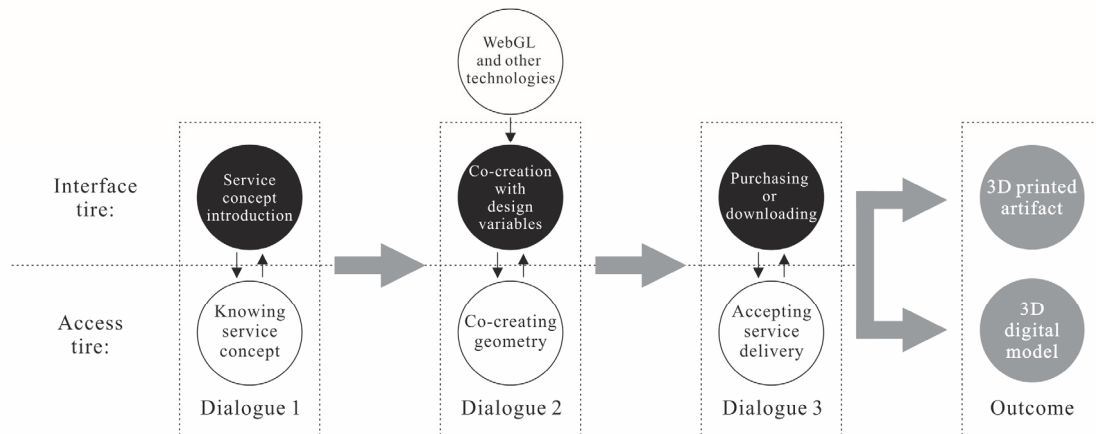 WebGL
and other
technologies
Interface
tire:
Service
concept
introduction
Co-creation
with
design
variables
Purchasing
or
downloading
3D printed
artifact
Access
tire:
Knowing
service
concept
Co-creating
geometry
Accepting
service
delivery
3D
digital
model
Dialogue 1
Dialogue 2
Dialogue 3
Outcome